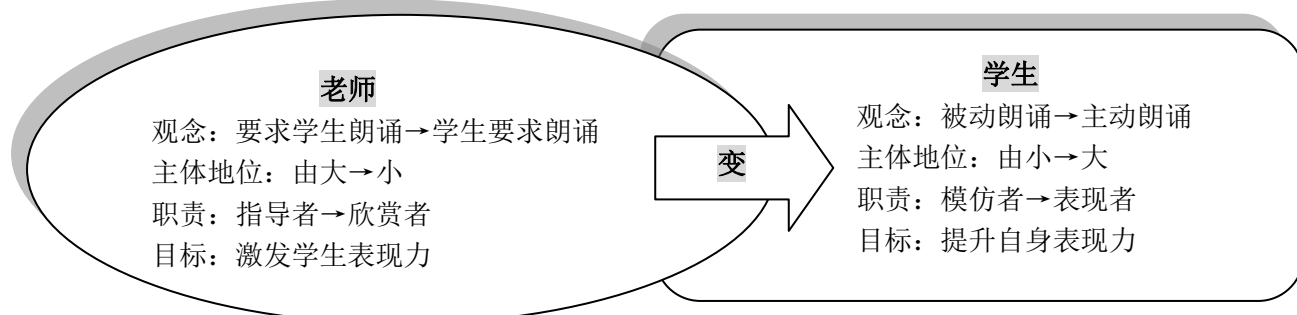 老师
观念：要求学生朗诵→学生要求朗诵
主体地位：由大→小
职责：指导者→欣赏者
目标：激发学生表现力
变
学生
观念：被动朗诵→主动朗诵
主体地位：由小→大
职责：模仿者→表现者
目标：提升自身表现力